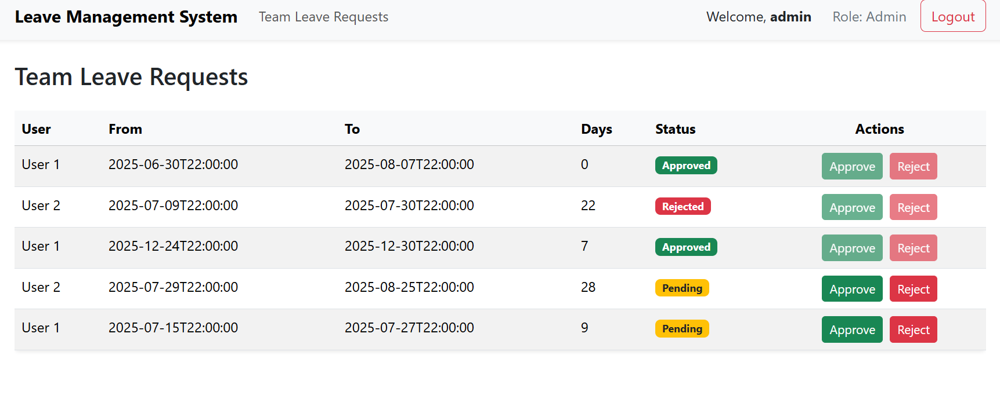 Leave Management System Team Leave Requests Welcome, admin Role: Admin Logout
Team Leave Requests
User From To Days Status Actions
User 1 2025-06-30T22:00:00 2025-08-07T22:00:00 0 Approved Approve Reject
User 2 2025-07-09T22:00:00 2025-07-30T22:00:00 22 Rejected Approve Reject
User 1 2025-12-24T22:00:00 2025-12-30T22:00:00 7 Approved Approve Reject
User 2 2025-07-29T22:00:00 2025-08-25T22:00:00 28 Pending Approve Reject
User 1 2025-07-15T22:00:00 2025-07-27T22:00:00 9 Pending Approve Reject